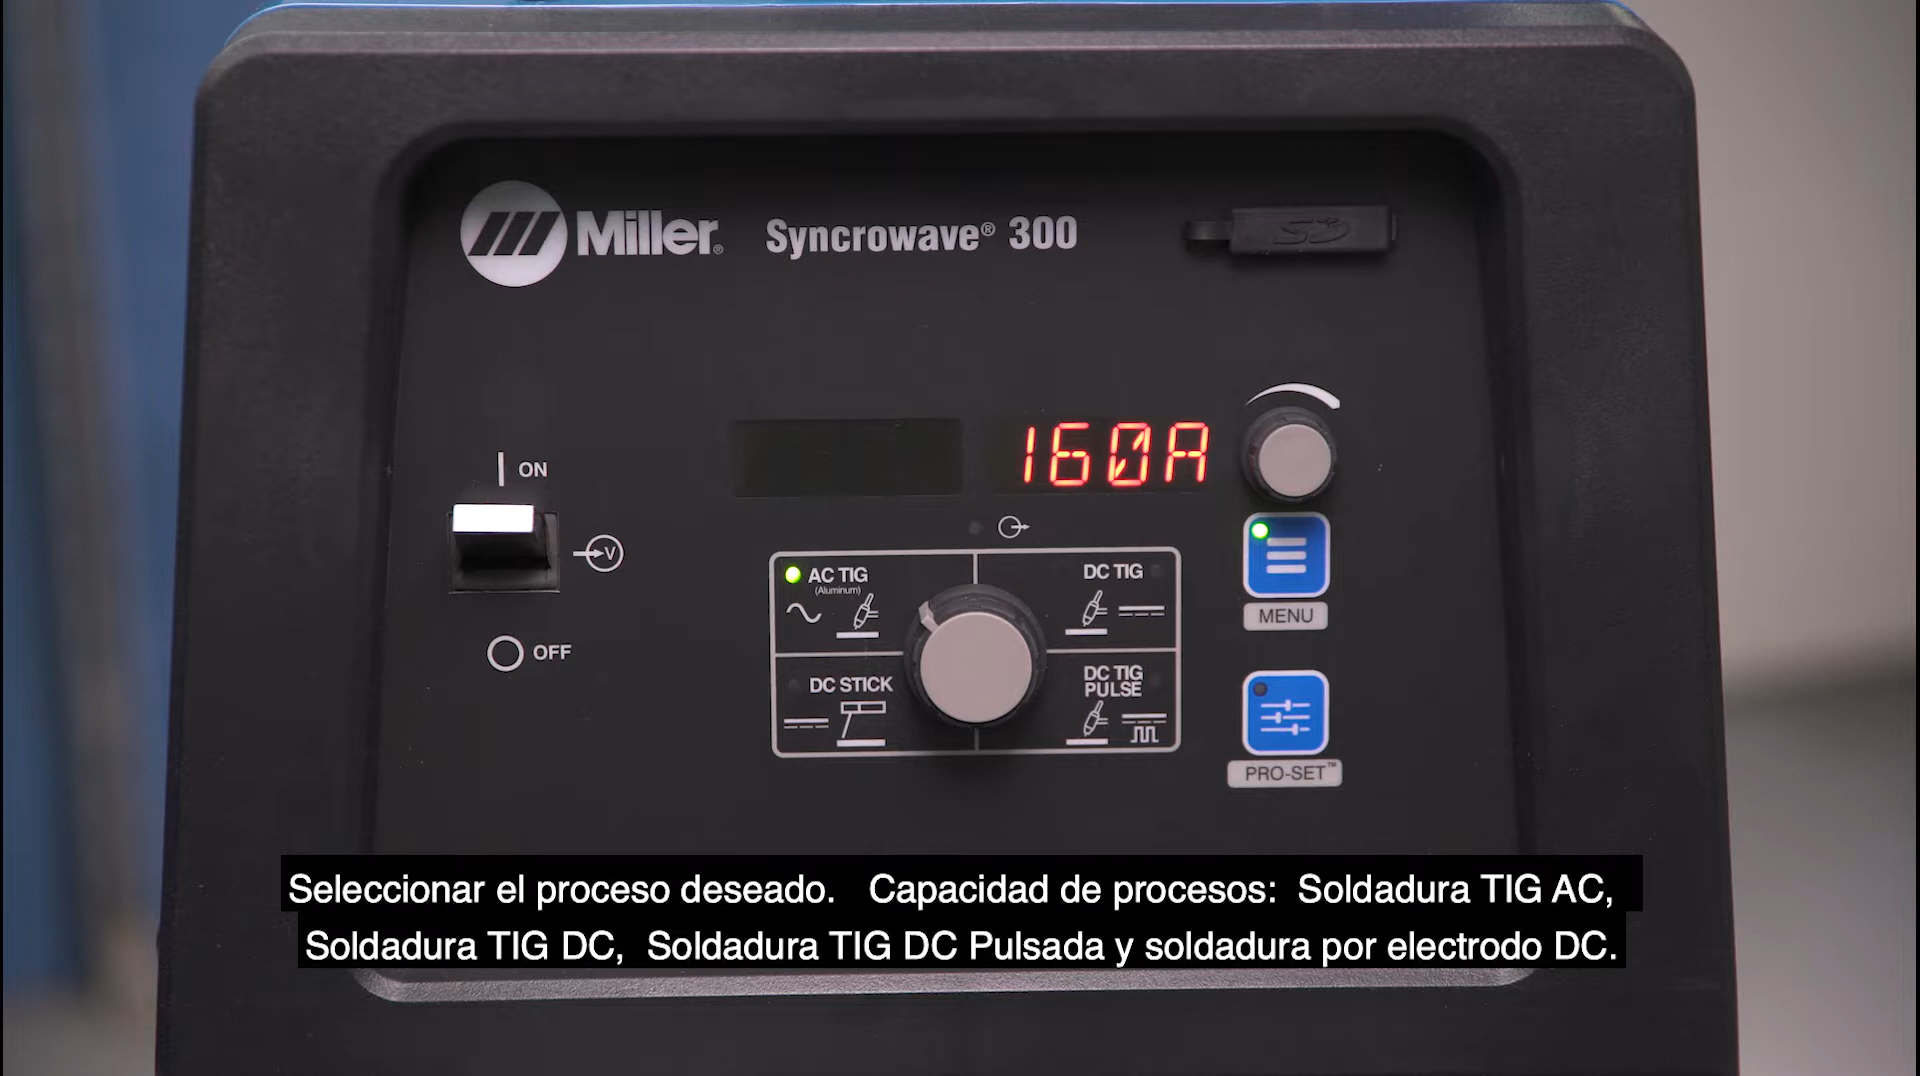 Miller® Syncrowave® 300
SD
160A
ON
V
OFF
AC TIG
(Aluminum)
DC TIG
DC STICK
DC TIG
PULSE
MENU
PRO-SET™
Seleccionar el proceso deseado. Capacidad de procesos: Soldadura TIG AC,
Soldadura TIG DC, Soldadura TIG DC Pulsada y soldadura por electrodo DC.